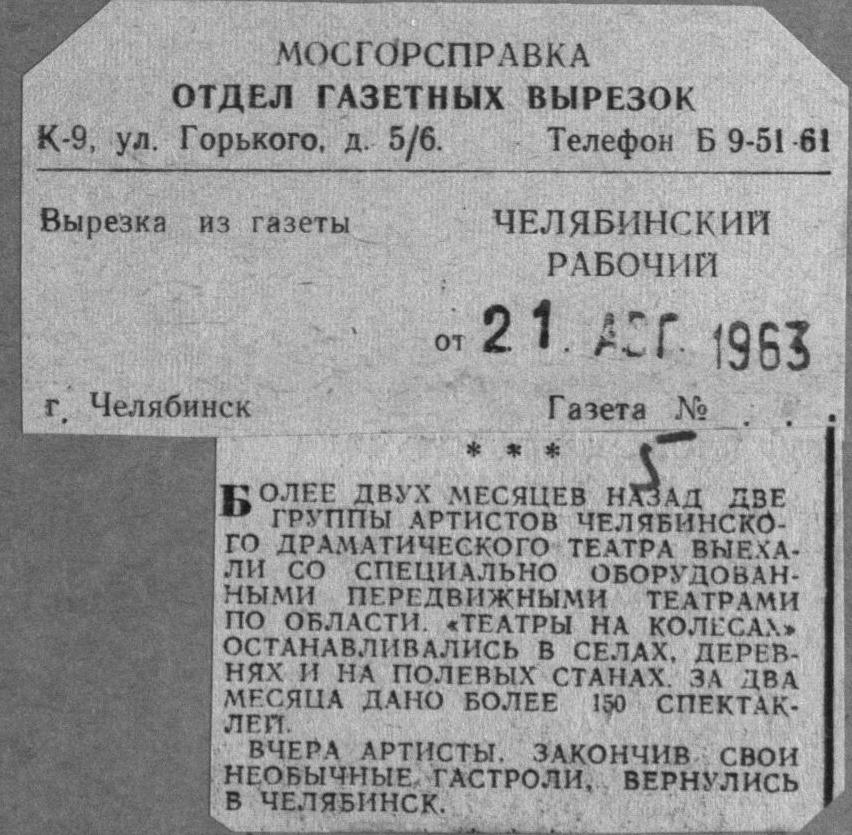 МОСГОРСПРАВКА
ОТДЕЛ ГАЗЕТНЫХ ВЫРЕЗОК
К-9, ул. Горького, д. 5/6. Телефон Б 9-51-61
Вырезка из газеты ЧЕЛЯБИНСКИЙ
РАБОЧИЙ
от 21. АВГ. 1963
г. Челябинск Газета № . . .
* * * 5
БОЛЕЕ ДВУХ МЕСЯЦЕВ НАЗАД ДВЕ
ГРУППЫ АРТИСТОВ ЧЕЛЯБИНСКО-
ГО ДРАМАТИЧЕСКОГО ТЕАТРА ВЫЕХА-
ЛИ СО СПЕЦИАЛЬНО ОБОРУДОВАН-
НЫМИ ПЕРЕДВИЖНЫМИ ТЕАТРАМИ
ПО ОБЛАСТИ. «ТЕАТРЫ НА КОЛЕСАХ»
ОСТАНАВЛИВАЛИСЬ В СЕЛАХ, ДЕРЕВ-
НЯХ И НА ПОЛЕВЫХ СТАНАХ. ЗА ДВА
МЕСЯЦА ДАНО БОЛЕЕ 150 СПЕКТАК-
ЛЕЙ.
ВЧЕРА АРТИСТЫ, ЗАКОНЧИВ СВОИ
НЕОБЫЧНЫЕ ГАСТРОЛИ, ВЕРНУЛИСЬ
В ЧЕЛЯБИНСК.